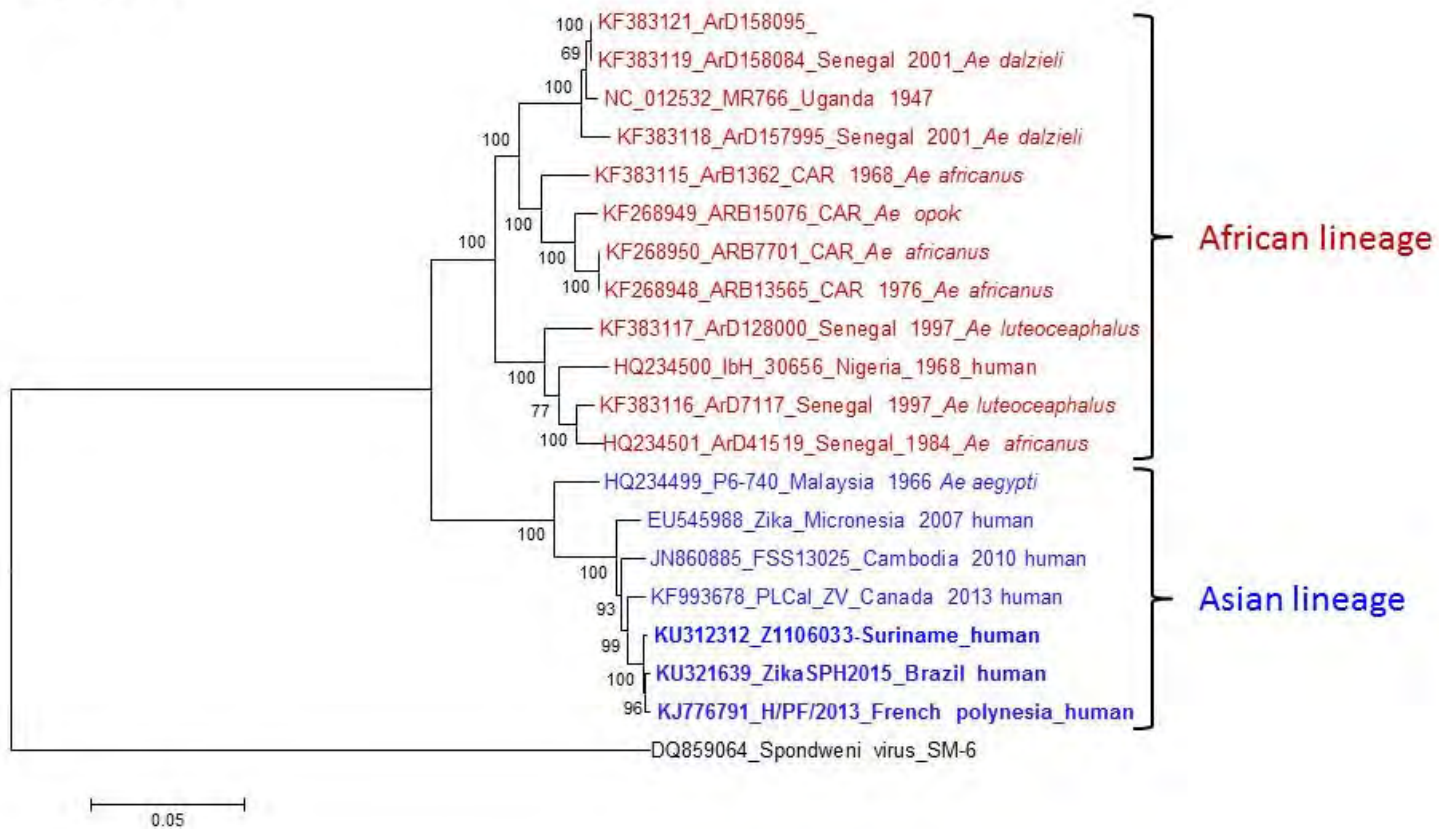 100
KF383121_ArD158095_
69
KF383119_ArD158084_Senegal 2001_Ae dalzieli
100
NC_012532_MR766_Uganda 1947
100
KF383118_ArD157995_Senegal 2001_Ae dalzieli
KF383115_ArB1362_CAR 1968_Ae africanus
100
KF268949_ARB15076_CAR_Ae opok
100
100
KF268950_ARB7701_CAR_Ae africanus
100
KF268948_ARB13565_CAR 1976_Ae africanus
African lineage
KF383117_ArD128000_Senegal 1997_Ae luteoceaphalus
100
HQ234500_IbH_30656_Nigeria_1968_human
77
KF383116_ArD7117_Senegal 1997_Ae luteoceaphalus
100
HQ234501_ArD41519_Senegal_1984_Ae africanus
HQ234499_P6-740_Malaysia 1966 Ae aegypti
100
EU545988_Zika_Micronesia 2007 human
100
JN860885_FSS13025_Cambodia 2010 human
93
KF993678_PLCal_ZV_Canada 2013 human
Asian lineage
99
KU312312_Z1106033-Suriname_human
100
KU321639_ZikaSPH2015_Brazil human
96
KJ776791_H/PF/2013_French polynesia_human
DQ859064_Spondweni virus_SM-6
0.05